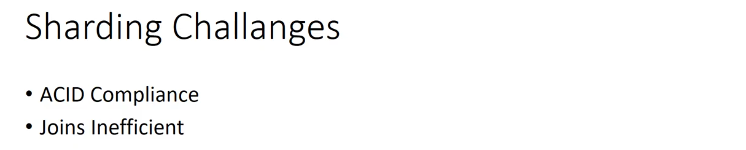 Sharding Challanges
• ACID Compliance
• Joins Inefficient